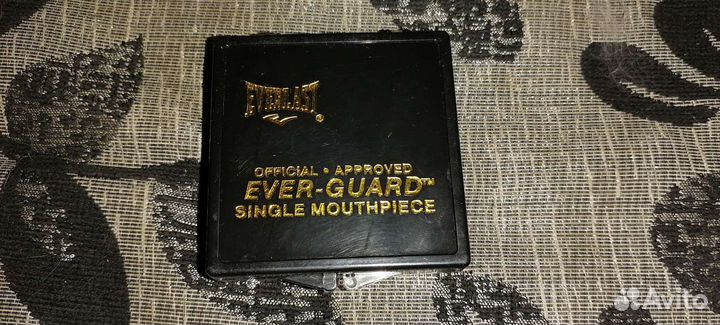 EVERLAST®
OFFICIAL • APPROVED
EVER-GUARD™
SINGLE MOUTHPIECE
Avito